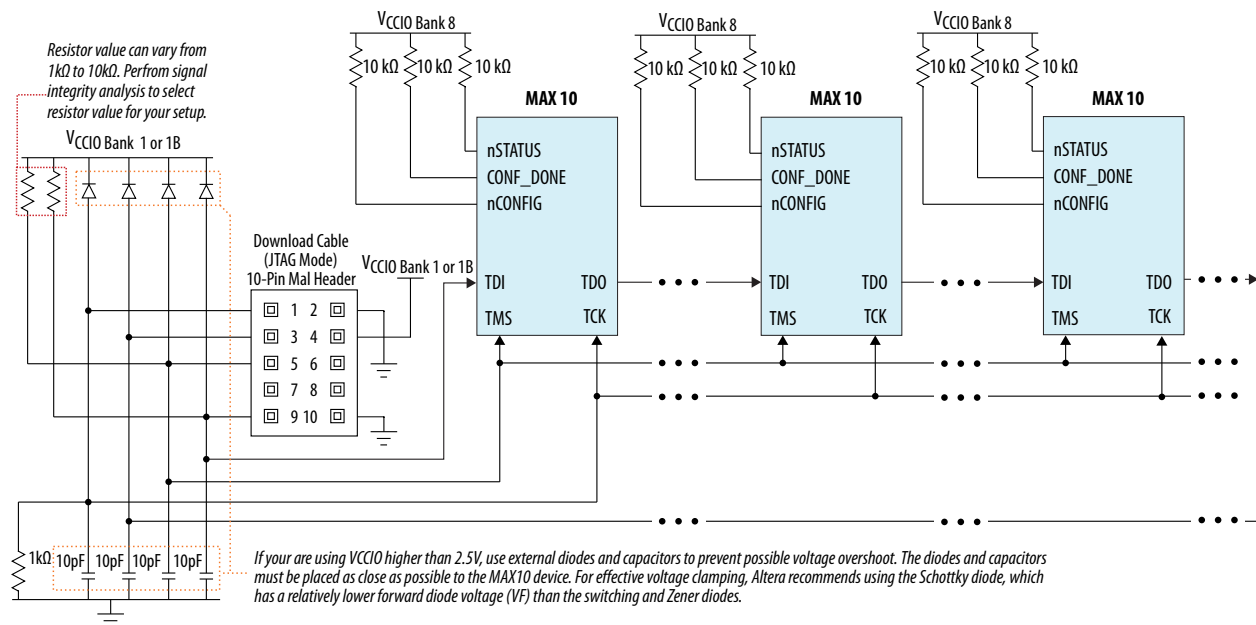 Resistor value can vary from
1kΩ to 10kΩ. Perfrom signal
integrity analysis to select
resistor value for your setup.
VCCIO Bank 1 or 1B
VCCIO Bank 8
10 kΩ 10 kΩ 10 kΩ
MAX 10
nSTATUS
CONF_DONE
nCONFIG
TDI TDO
TMS TCK
VCCIO Bank 8
10 kΩ 10 kΩ 10 kΩ
MAX 10
nSTATUS
CONF_DONE
nCONFIG
TDI TDO
TMS TCK
VCCIO Bank 8
10 kΩ 10 kΩ 10 kΩ
MAX 10
nSTATUS
CONF_DONE
nCONFIG
TDI TDO
TMS TCK
Download Cable
(JTAG Mode)
10-Pin Mal Header
VCCIO Bank 1 or 1B
1 2
3 4
5 6
7 8
9 10
1kΩ 10pF 10pF 10pF 10pF
If your are using VCCIO higher than 2.5V, use external diodes and capacitors to prevent possible voltage overshoot. The diodes and capacitors
must be placed as close as possible to the MAX10 device. For effective voltage clamping, Altera recommends using the Schottky diode, which
has a relatively lower forward diode voltage (VF) than the switching and Zener diodes.